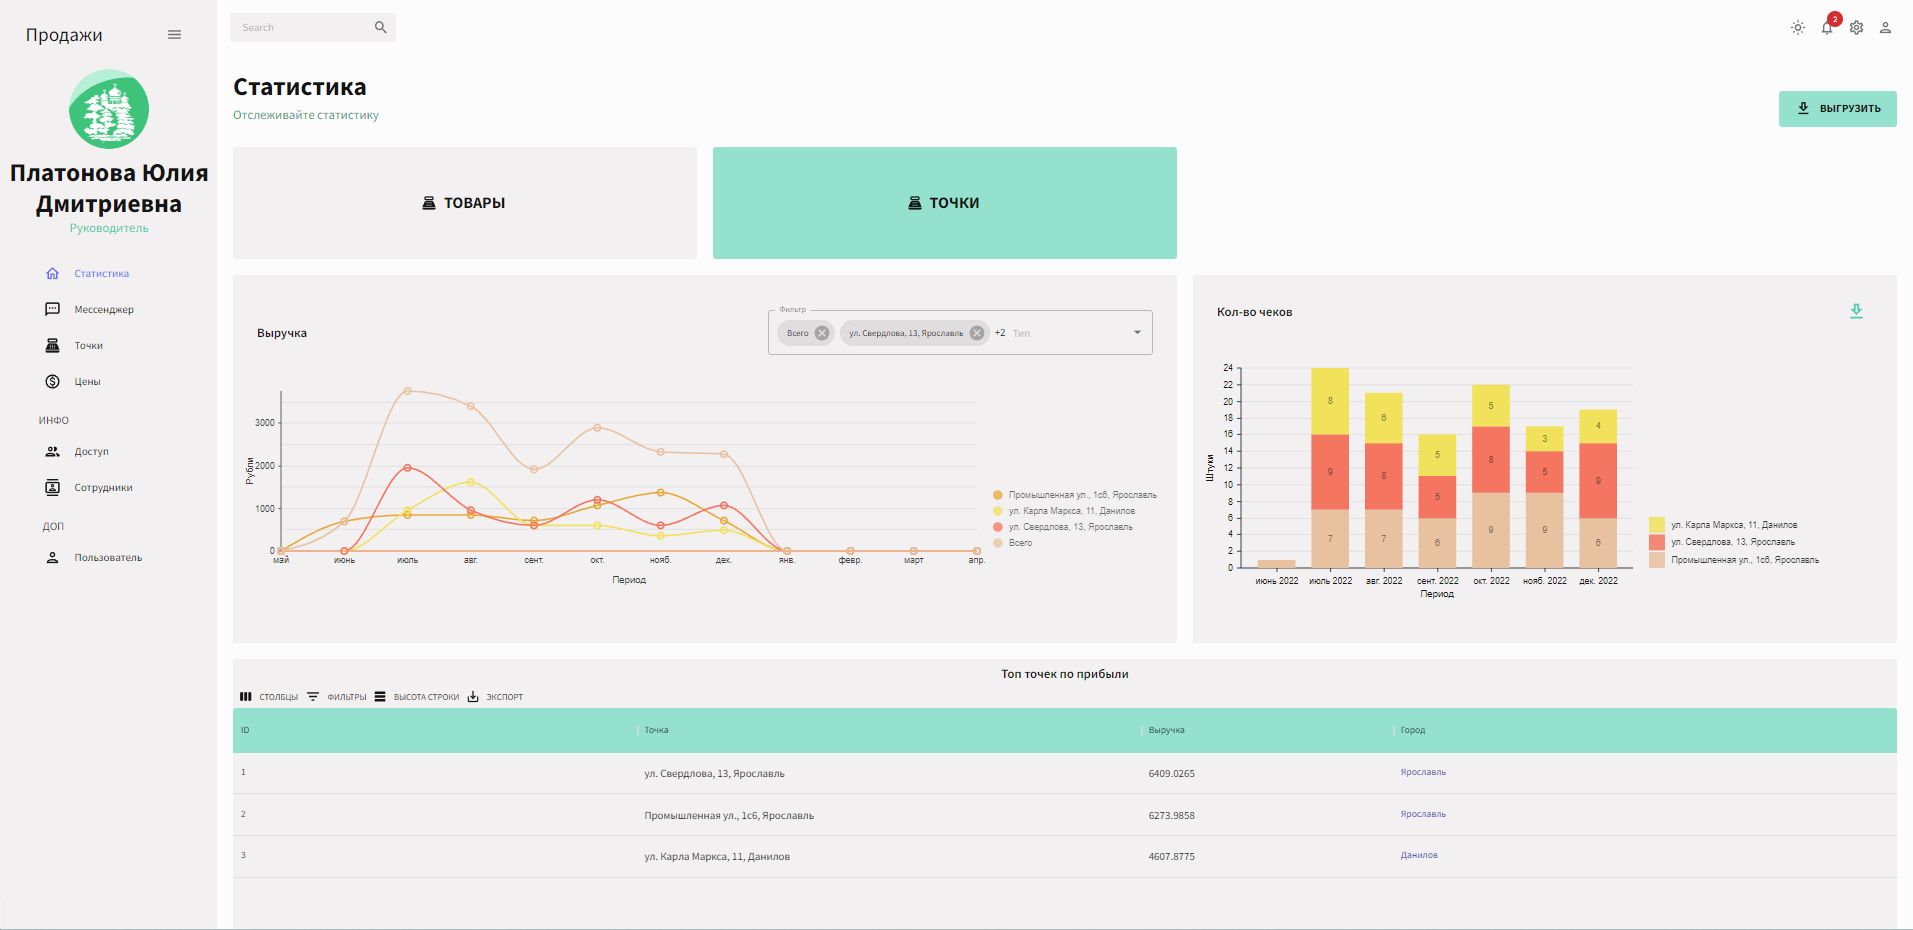 Продажи
Платонова Юлия
Дмитриевна
Руководитель
Статистика
Мессенджер
Точки
Цены
ИНФО
Доступ
Сотрудники
ДОП
Пользователь
Search
2
Статистика
Отслеживайте статистику
ВЫГРУЗИТЬ
ТОВАРЫ
ТОЧКИ
Выручка
Фильтр
Всего ул. Свердлова, 13, Ярославль +2 Тип
Рубли
3000
2000
1000
0
май июнь июль авг. сент. окт. нояб. дек. янв. февр. март апр.
Период
Промышленная ул., 1с6, Ярославль
ул. Карла Маркса, 11, Данилов
ул. Свердлова, 13, Ярославль
Всего
Кол-во чеков
Штуки
24
22
20
18
16
14
12
10
8
6
4
2
0
8 6 5 5 3 4
9 8 5 8 5 9
7 7 6 9 9 6
июнь 2022 июль 2022 авг. 2022 сент. 2022 окт. 2022 нояб. 2022 дек. 2022
Период
ул. Карла Маркса, 11, Данилов
ул. Свердлова, 13, Ярославль
Промышленная ул., 1с6, Ярославль
Топ точек по прибыли
СТОЛБЦЫ ФИЛЬТРЫ ВЫСОТА СТРОКИ ЭКСПОРТ
ID Точка Выручка Город
1 ул. Свердлова, 13, Ярославль 6409.0265 Ярославль
2 Промышленная ул., 1с6, Ярославль 6273.9858 Ярославль
3 ул. Карла Маркса, 11, Данилов 4607.8775 Данилов